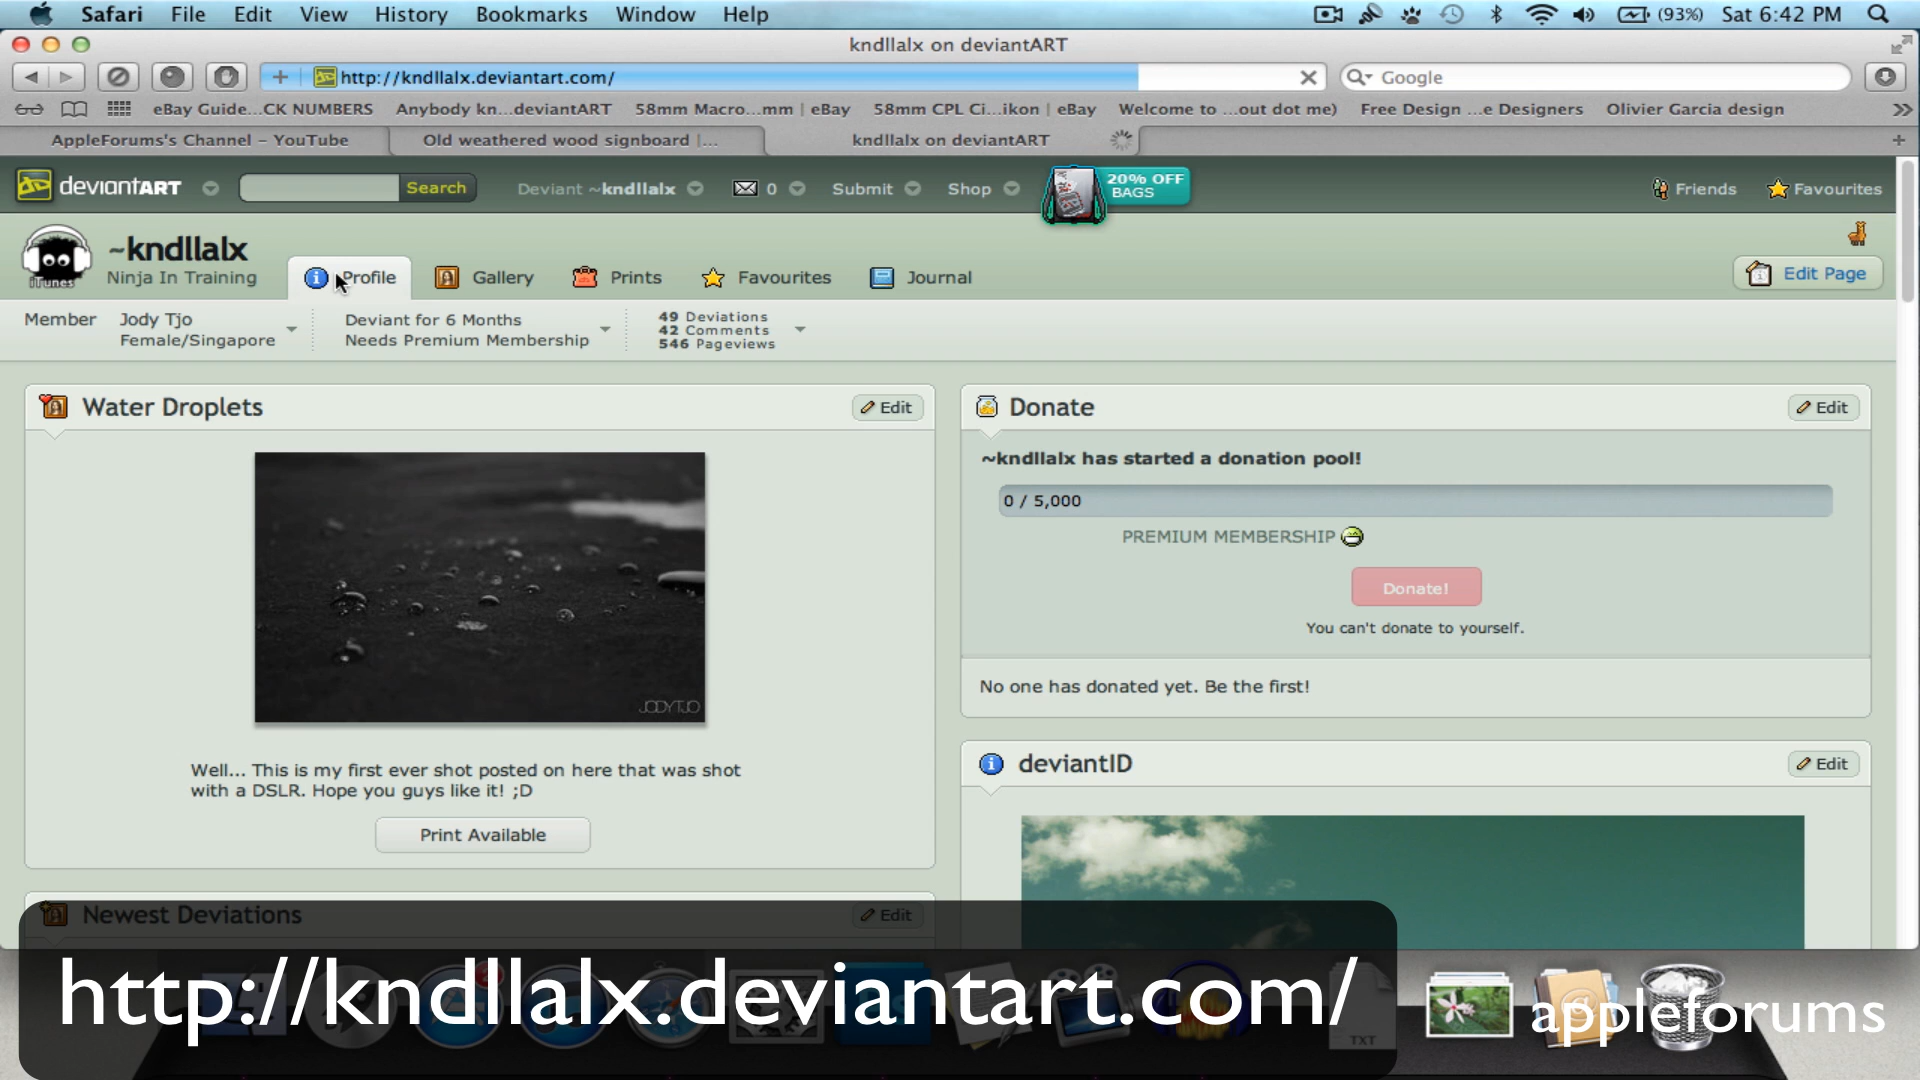 Safari File Edit View History Bookmarks Window Help (93%) Sat 6:42 PM
kndllalx on deviantART
http://kndllalx.deviantart.com/ Google
eBay Guide...CK NUMBERS Anybody kn...deviantART 58mm Macro...mm | eBay 58mm CPL Ci...ikon | eBay Welcome to ...out dot me) Free Design ...e Designers Olivier Garcia design
AppleForums's Channel – YouTube Old weathered wood signboard |... kndllalx on deviantART
deviantART Search Deviant ~kndllalx 0 Submit Shop 20% OFF BAGS Friends Favourites
~kndllalx
Ninja In Training
iTunes
Profile Gallery Prints Favourites Journal Edit Page
Member Jody Tjo
Female/Singapore
Deviant for 6 Months
Needs Premium Membership
49 Deviations
42 Comments
546 Pageviews
Water Droplets Edit
JODYTJO
Well... This is my first ever shot posted on here that was shot
with a DSLR. Hope you guys like it! ;D
Print Available
Newest Deviations Edit
Donate Edit
~kndllalx has started a donation pool!
0 / 5,000
PREMIUM MEMBERSHIP
Donate!
You can't donate to yourself.
No one has donated yet. Be the first!
deviantID Edit
http://kndllalx.deviantart.com/
TXT
appleforums